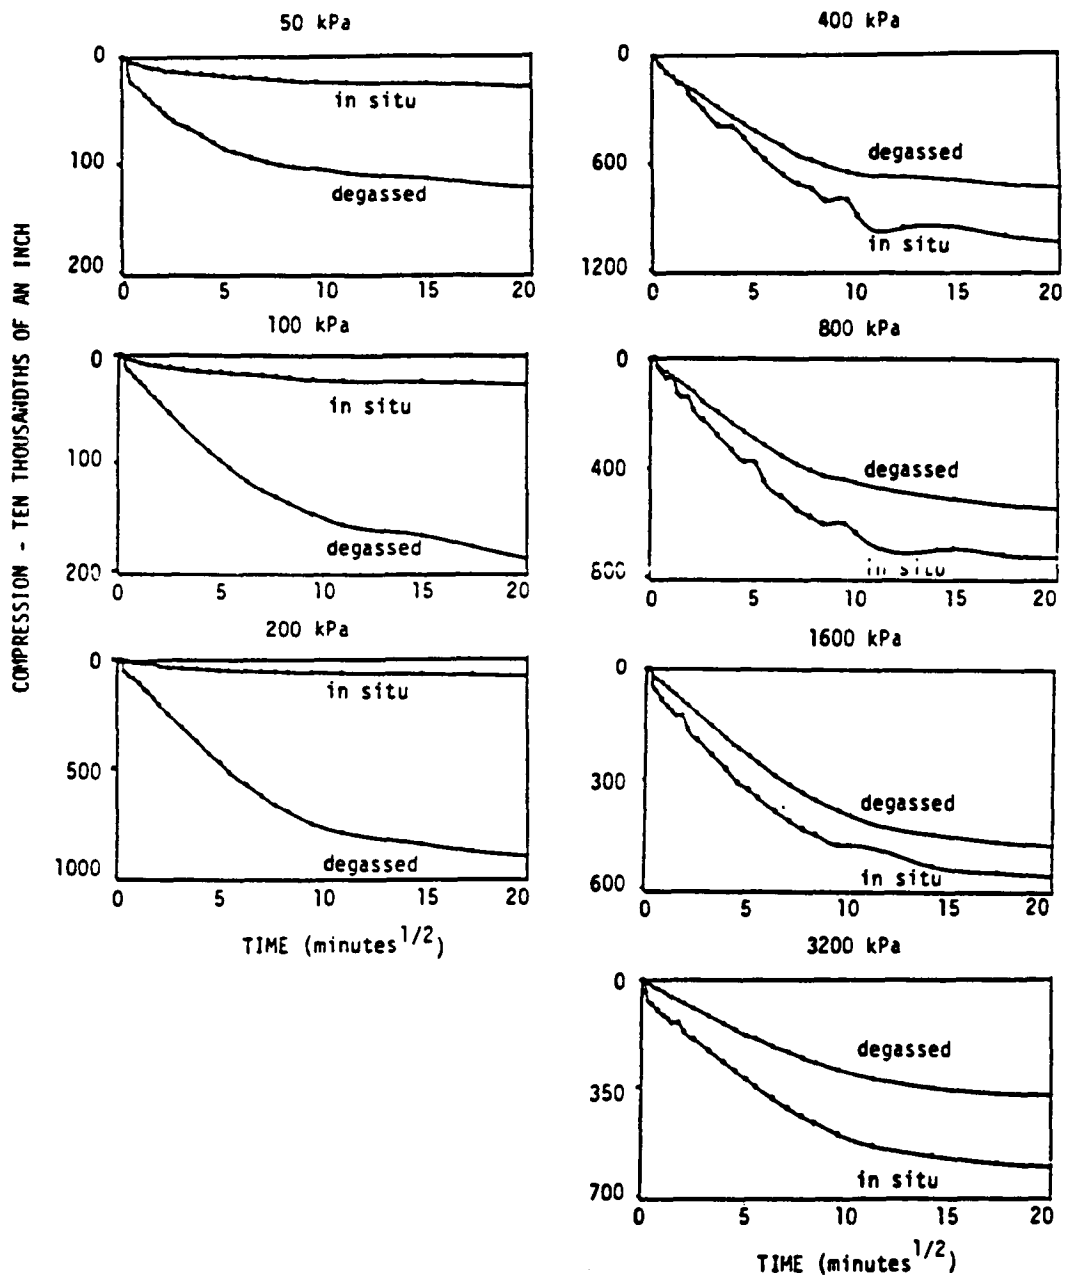 COMPRESSION - TEN THOUSANDTHS OF AN INCH
50 kPa
0
in situ
100
degassed
200
0 5 10 15 20
100 kPa
0
in situ
100
degassed
200
0 5 10 15 20
200 kPa
0
in situ
500
degassed
1000
0 5 10 15 20
TIME (minutes1/2)
400 kPa
0
degassed
600
in situ
1200
0 5 10 15 20
800 kPa
0
degassed
400
in situ
800
0 5 10 15 20
1600 kPa
0
degassed
300
in situ
600
0 5 10 15 20
3200 kPa
0
degassed
350
in situ
700
0 5 10 15 20
TIME (minutes1/2)